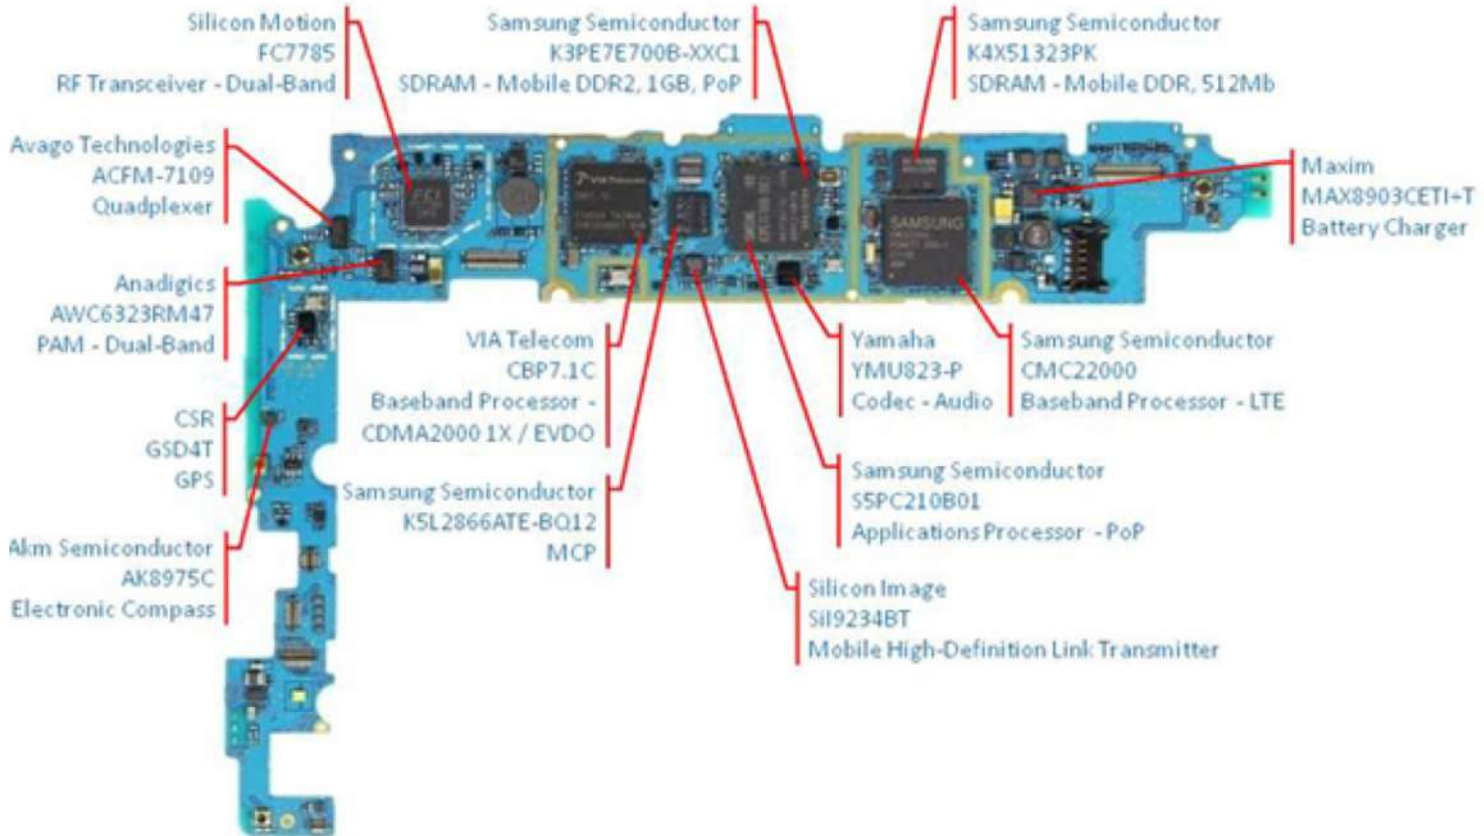 Silicon Motion
FC7785
RF Transceiver - Dual-Band
Samsung Semiconductor
K3PE7E700B-XXC1
SDRAM - Mobile DDR2, 1GB, PoP
Samsung Semiconductor
K4X51323PK
SDRAM - Mobile DDR, 512Mb
Avago Technologies
ACFM-7109
Quadplexer
Maxim
MAX8903CETI+T
Battery Charger
FCI
VIA Telecom
SAMSUNG
Anadigics
AWC6323RM47
PAM - Dual-Band
VIA Telecom
CBP7.1C
Baseband Processor -
CDMA2000 1X / EVDO
Yamaha
YMU823-P
Codec - Audio
Samsung Semiconductor
CMC22000
Baseband Processor - LTE
CSR
GSD4T
GPS
Samsung Semiconductor
K5L2866ATE-BQ12
MCP
Samsung Semiconductor
S5PC210B01
Applications Processor - PoP
Akm Semiconductor
AK8975C
Electronic Compass
Silicon Image
SiI9234BT
Mobile High-Definition Link Transmitter